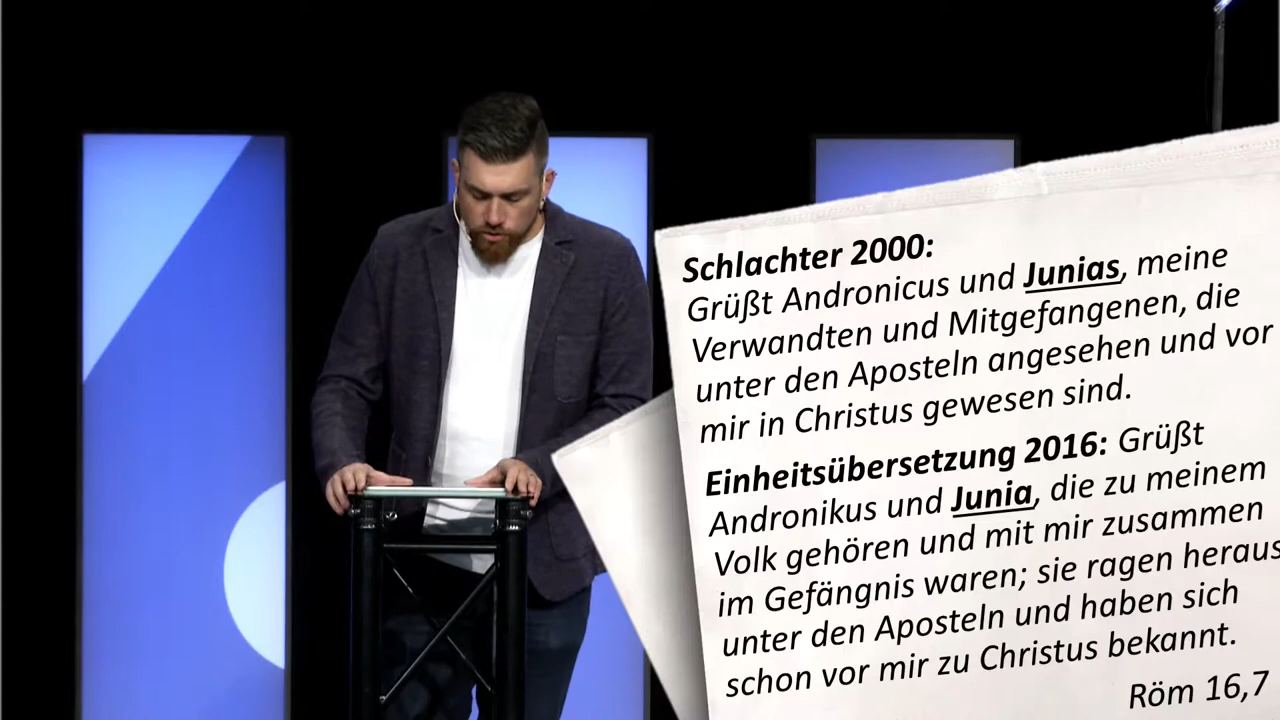 Schlachter 2000:
Grüßt Andronicus und Junias, meine
Verwandten und Mitgefangenen, die
unter den Aposteln angesehen und vor
mir in Christus gewesen sind.
Einheitsübersetzung 2016: Grüßt
Andronikus und Junia, die zu meinem
Volk gehören und mit mir zusammen
im Gefängnis waren; sie ragen heraus
unter den Aposteln und haben sich
schon vor mir zu Christus bekannt.
Röm 16,7